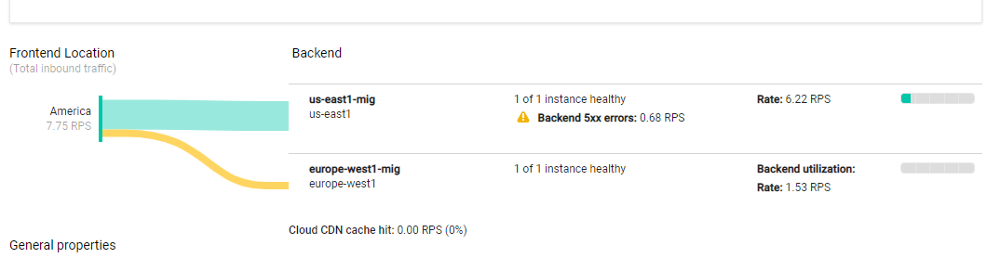 Frontend Location
(Total inbound traffic)
Backend
America
7.75 RPS
us-east1-mig
us-east1
1 of 1 instance healthy
Backend 5xx errors: 0.68 RPS
Rate: 6.22 RPS
europe-west1-mig
europe-west1
1 of 1 instance healthy
Backend utilization:
Rate: 1.53 RPS
Cloud CDN cache hit: 0.00 RPS (0%)
General properties